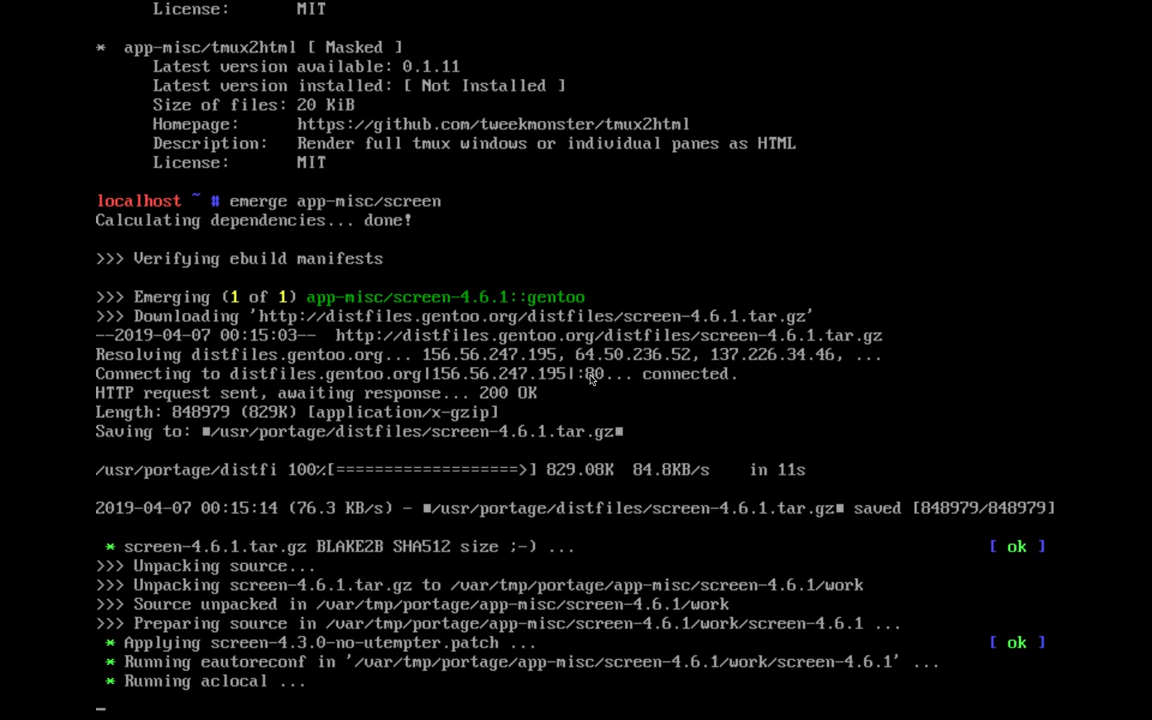 License:       MIT
*  app-misc/tmux2html [ Masked ]
Latest version available: 0.1.11
Latest version installed: [ Not Installed ]
Size of files: 20 KiB
Homepage:      https://github.com/tweekmonster/tmux2html
Description:   Render full tmux windows or individual panes as HTML
License:       MIT
localhost ~ # emerge app-misc/screen
Calculating dependencies... done!
>>> Verifying ebuild manifests
>>> Emerging (1 of 1) app-misc/screen-4.6.1::gentoo
>>> Downloading 'http://distfiles.gentoo.org/distfiles/screen-4.6.1.tar.gz'
--2019-04-07 00:15:03--  http://distfiles.gentoo.org/distfiles/screen-4.6.1.tar.gz
Resolving distfiles.gentoo.org... 156.56.247.195, 64.50.236.52, 137.226.34.46, ...
Connecting to distfiles.gentoo.org|156.56.247.195|:80... connected.
HTTP request sent, awaiting response... 200 OK
Length: 848979 (829K) [application/x-gzip]
Saving to: ■/usr/portage/distfiles/screen-4.6.1.tar.gz■
/usr/portage/distfi 100%[===================>] 829.08K  84.8KB/s    in 11s
2019-04-07 00:15:14 (76.3 KB/s) - ■/usr/portage/distfiles/screen-4.6.1.tar.gz■ saved [848979/848979]
* screen-4.6.1.tar.gz BLAKE2B SHA512 size ;-) ... [ ok ]
>>> Unpacking source...
>>> Unpacking screen-4.6.1.tar.gz to /var/tmp/portage/app-misc/screen-4.6.1/work
>>> Source unpacked in /var/tmp/portage/app-misc/screen-4.6.1/work
>>> Preparing source in /var/tmp/portage/app-misc/screen-4.6.1/work/screen-4.6.1 ...
* Applying screen-4.3.0-no-utempter.patch ... [ ok ]
* Running eautoreconf in '/var/tmp/portage/app-misc/screen-4.6.1/work/screen-4.6.1' ...
* Running aclocal ...